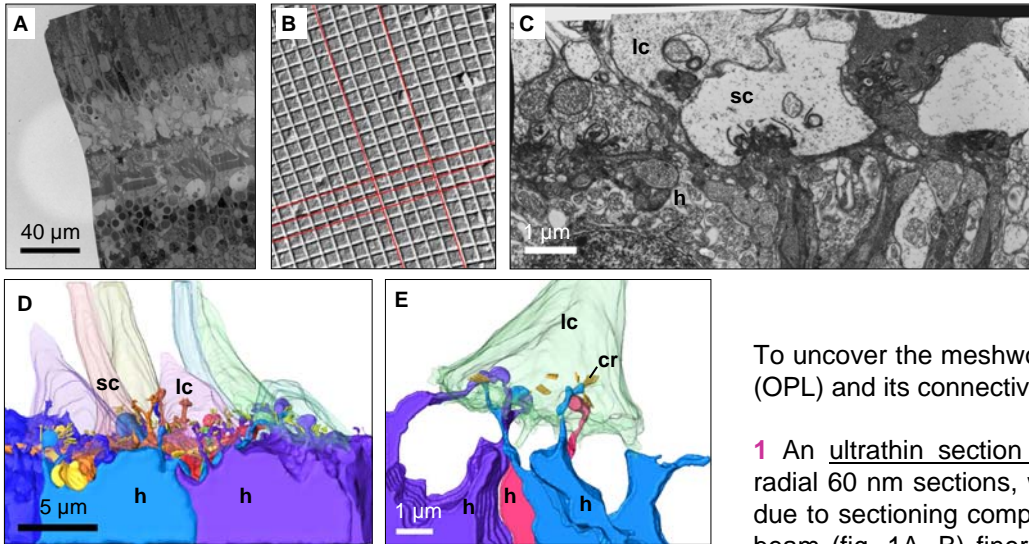 A
B
C
lc
sc
h
40 µm
1 µm
D
E
sc
lc
h
h
5 µm
lc
cr
h
h
h
1 µm
To uncover the meshwo
(OPL) and its connectiv
1 An ultrathin section
radial 60 nm sections, w
due to sectioning comp
beam (fig. 1A, B) finer